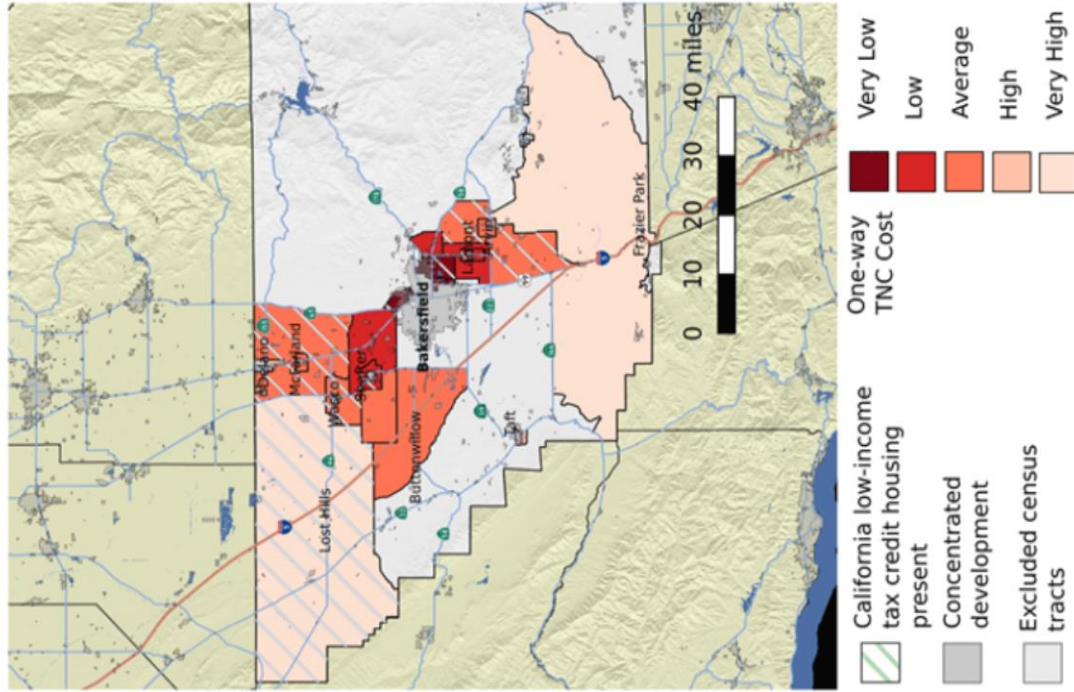 Delano
McFarland
Wasco
Shafter
Lost Hills
Buttonwillow
Bakersfield
Lamont
Arvin
Taft
Frazier Park
0 10 20 30 40 miles
California low-income
tax credit housing
present
Concentrated
development
Excluded census
tracts
One-way
TNC Cost
Very Low
Low
Average
High
Very High